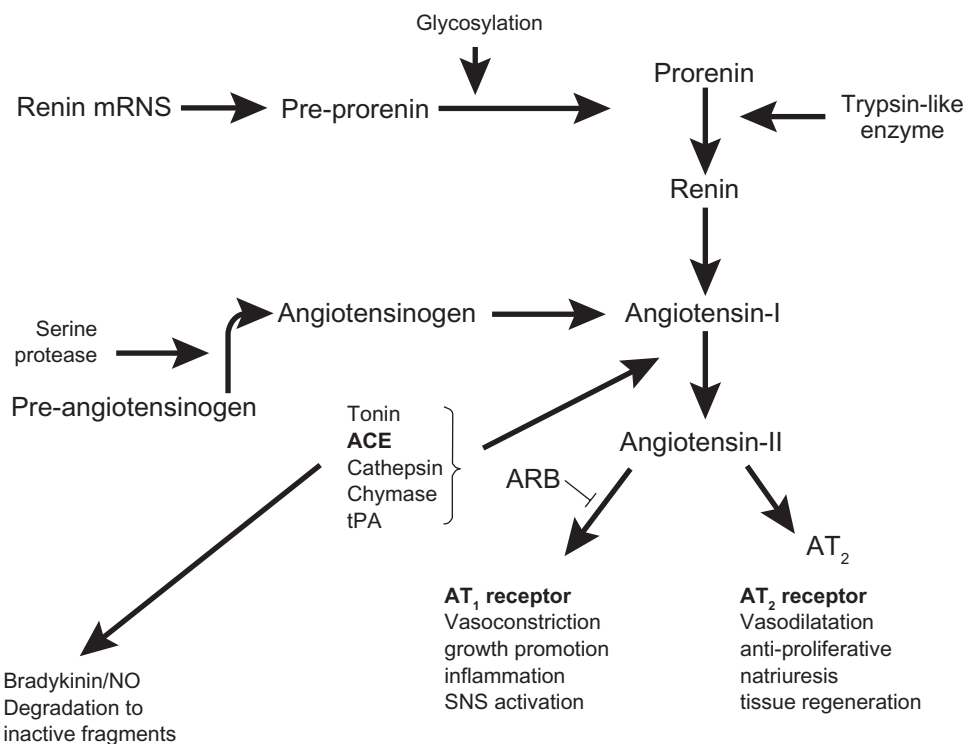 Glycosylation
Renin mRNS
Pre-prorenin
Prorenin
Trypsin-like
enzyme
Renin
Angiotensinogen
Angiotensin-I
Serine
protease
Pre-angiotensinogen
Tonin
ACE
Cathepsin
Chymase
tPA
Angiotensin-II
ARB
AT2
AT1 receptor
Vasoconstriction
growth promotion
inflammation
SNS activation
AT2 receptor
Vasodilatation
anti-proliferative
natriuresis
tissue regeneration
Bradykinin/NO
Degradation to
inactive fragments